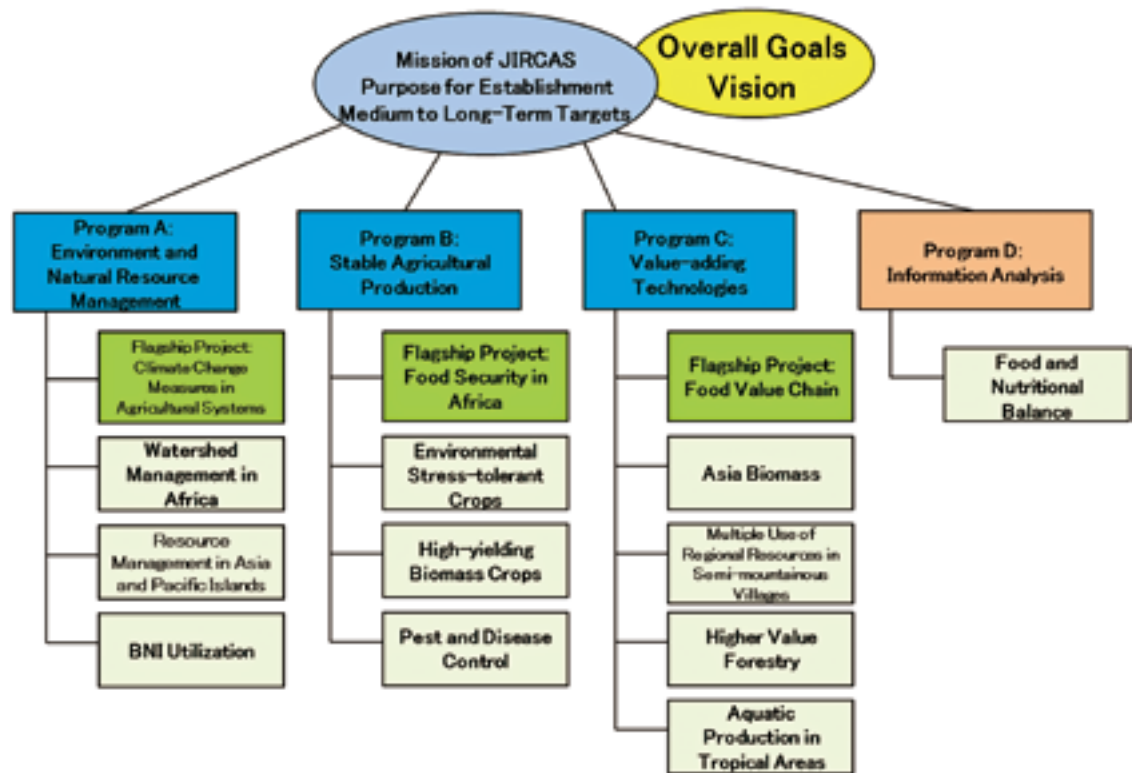 Mission of JIRCAS
Purpose for Establishment
Medium to Long-Term Targets
Overall Goals
Vision
Program A:
Environment and
Natural Resource
Management
Flagship Project:
Climate Change
Measures in
Agricultural Systems
Watershed
Management in
Africa
Resource
Management in Asia
and Pacific Islands
BNI Utilization
Program B:
Stable Agricultural
Production
Flagship Project:
Food Security in
Africa
Environmental
Stress-tolerant
Crops
High-yielding
Biomass Crops
Pest and Disease
Control
Program C:
Value-adding
Technologies
Flagship Project:
Food Value Chain
Asia Biomass
Multiple Use of
Regional Resources in
Semi-mountainous
Villages
Higher Value
Forestry
Aquatic
Production in
Tropical Areas
Program D:
Information Analysis
Food and
Nutritional
Balance